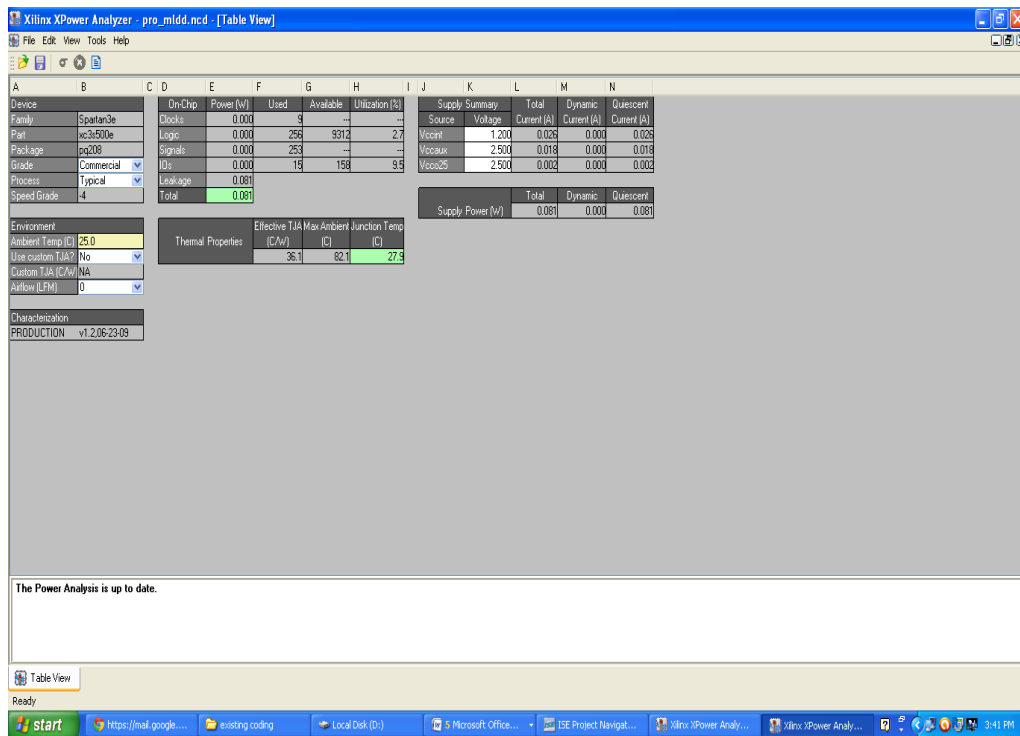 Xilinx XPower Analyzer - pro_mldd.ncd - [Table View]
File Edit View Tools Help
A B C D E F G H I J K L M N
Device
Family Spartan3e
Part xc3s500e
Package pq208
Grade Commercial
Process Typical
Speed Grade -4
Environment
Ambient Temp (C) 25.0
Use custom TJA? No
Custom TJA (C/W NA
Airflow (LFM) 0
Characterization
PRODUCTION v1.2,06-23-09
On-Chip Power (W) Used Available Utilization (%)
Clocks 0.000 9 --- ---
Logic 0.000 256 9312 2.7
Signals 0.000 253 --- ---
IOs 0.000 15 158 9.5
Leakage 0.081
Total 0.081
Effective TJA Max Ambient Junction Temp
Thermal Properties (C/W) (C) (C)
36.1 82.1 27.9
Supply Summary Total Dynamic Quiescent
Source Voltage Current (A) Current (A) Current (A)
Vccint 1.200 0.026 0.000 0.026
Vccaux 2.500 0.018 0.000 0.018
Vcco25 2.500 0.002 0.000 0.002
Total Dynamic Quiescent
Supply Power (W) 0.081 0.000 0.081
The Power Analysis is up to date.
Table View
Ready
start https://mail.google.... existing coding Local Disk (D:) 5 Microsoft Office... ISE Project Navigat... Xilinx XPower Analy... Xilinx XPower Analy... 3:41 PM